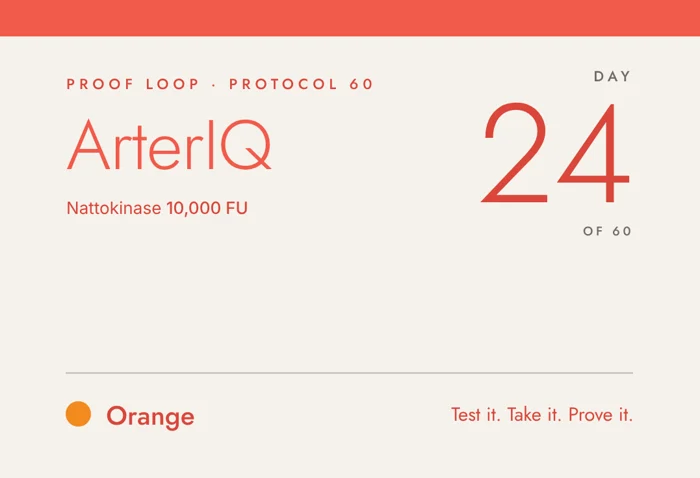 PROOF LOOP · PROTOCOL 60
ArterIQ
Nattokinase 10,000 FU
DAY
24
OF 60
Orange
Test it. Take it. Prove it.